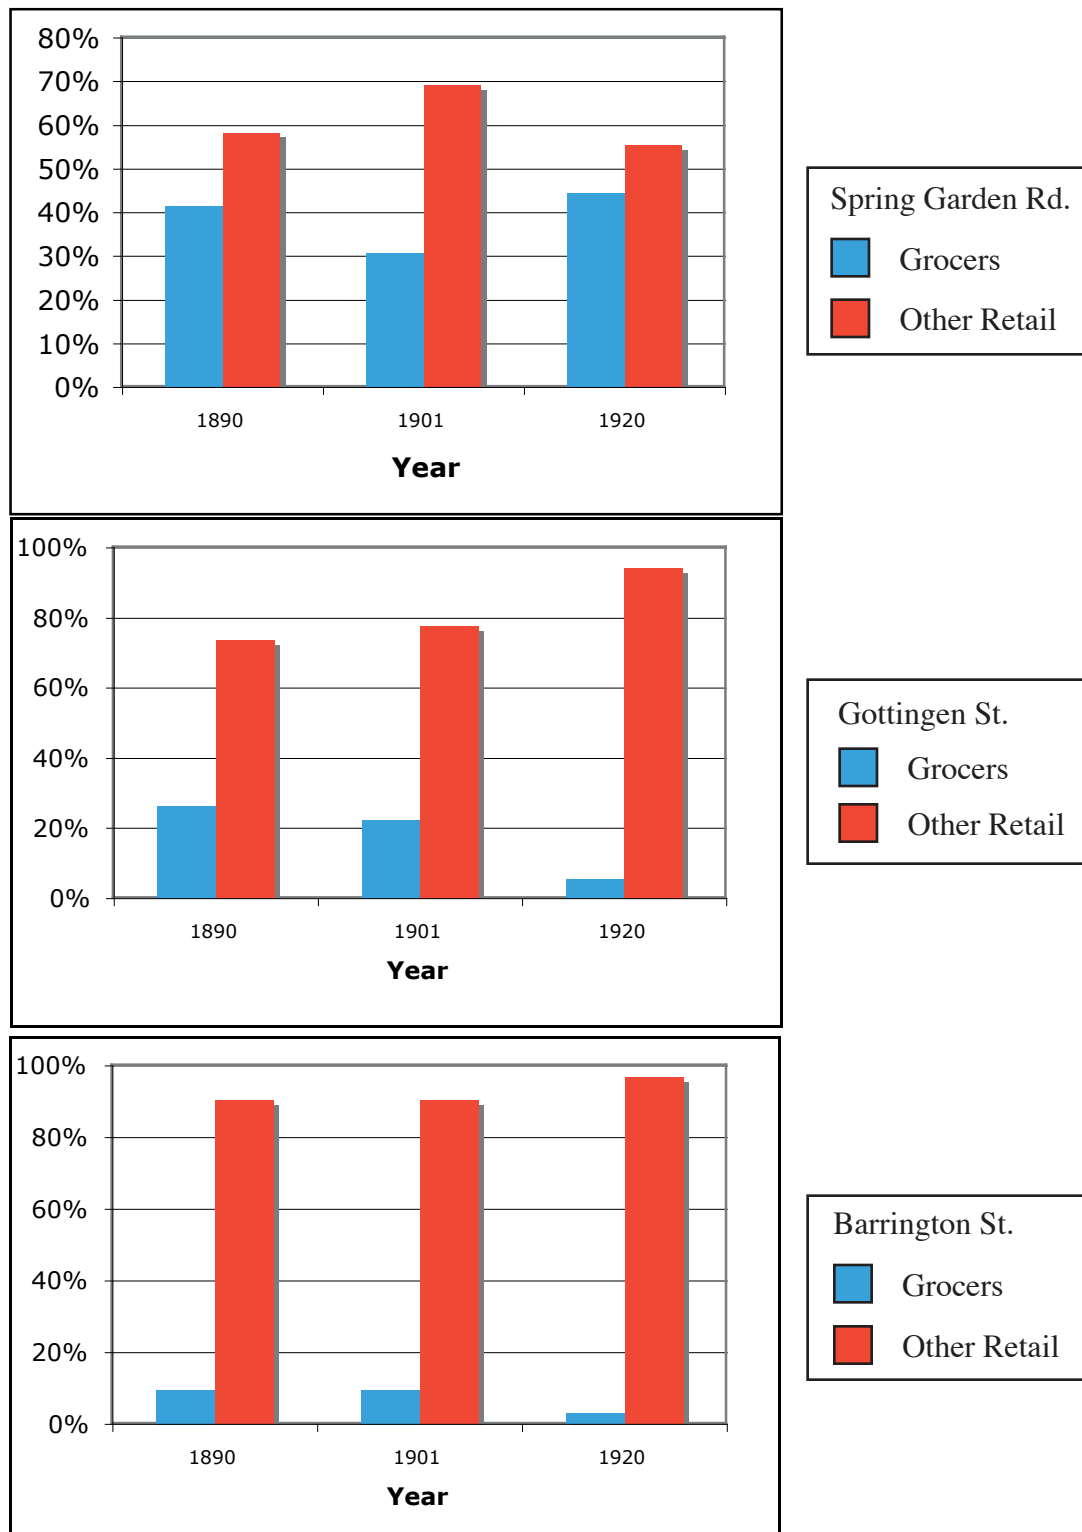 80%
70%
60%
50%
40%
30%
20%
10%
0%
1890 1901 1920
Year
Spring Garden Rd.
Grocers
Other Retail
100%
80%
60%
40%
20%
0%
1890 1901 1920
Year
Gottingen St.
Grocers
Other Retail
100%
80%
60%
40%
20%
0%
1890 1901 1920
Year
Barrington St.
Grocers
Other Retail